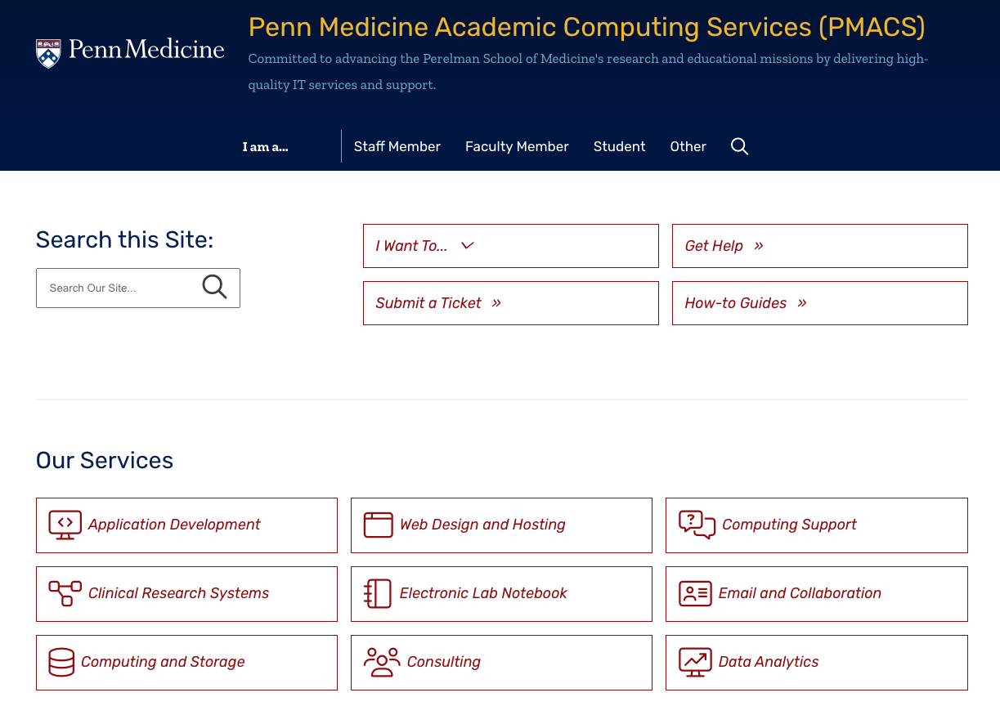 Penn Medicine
Penn Medicine Academic Computing Services (PMACS)
Committed to advancing the Perelman School of Medicine's research and educational missions by delivering high-
quality IT services and support.
I am a...
Staff Member
Faculty Member
Student
Other
Search this Site:
Search Our Site...
I Want To...
Get Help »
Submit a Ticket »
How-to Guides »
Our Services
Application Development
Web Design and Hosting
Computing Support
Clinical Research Systems
Electronic Lab Notebook
Email and Collaboration
Computing and Storage
Consulting
Data Analytics